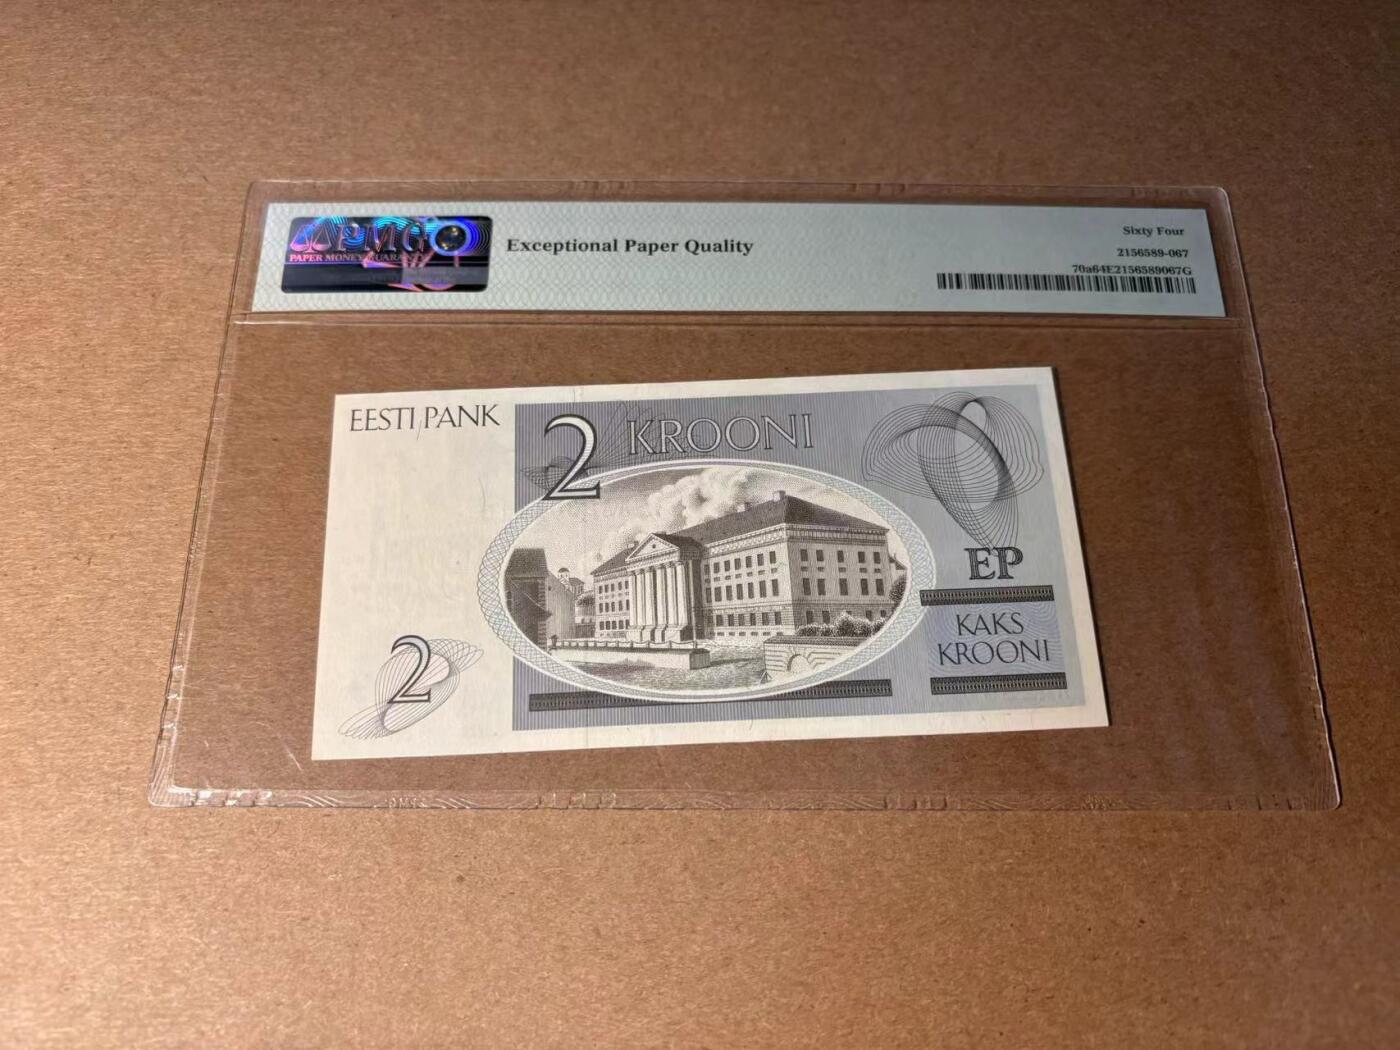 PMG
PAPER MONEY GUARANTY
Exceptional Paper Quality
Sixty Four
2156589-067
70a64E2156589067G
EESTI PANK
2 KROONI
EP
KAKS
KROONI
2